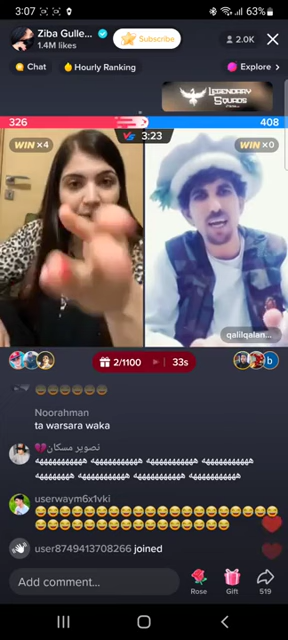 3:07
63%
Ziba Gulle...
1.4M likes
Subscribe
2.0K
Chat
Hourly Ranking
Explore >
LEGENDARY
SQUADS
326
408
WIN ×4
VS 3:23
WIN ×0
qalilqalan...
2/1100
33s
b
Noorahman
ta warsara waka
تصویر مسکان
userwaym6x1vki
user8749413708266 joined
Add comment...
Rose
Gift
264